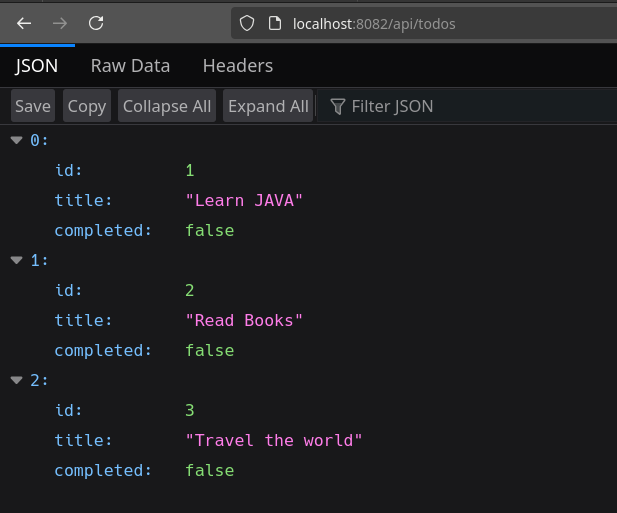 localhost:8082/api/todos
JSON Raw Data Headers
Save Copy Collapse All Expand All Filter JSON
0:
id: 1
title: "Learn JAVA"
completed: false
1:
id: 2
title: "Read Books"
completed: false
2:
id: 3
title: "Travel the world"
completed: false